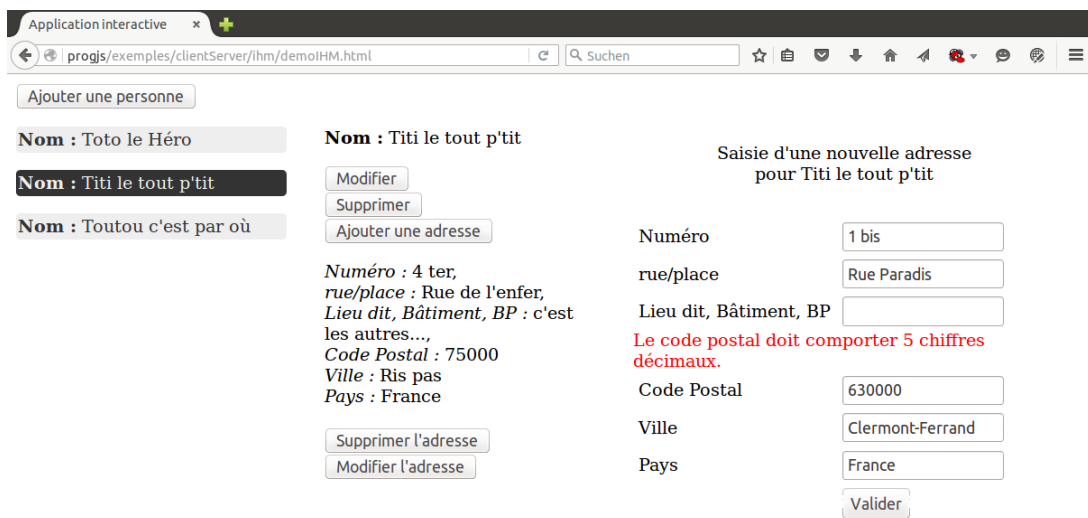 Application interactive
progjs/exemples/clientServer/ihm/demoIHM.html
Suchen
Ajouter une personne
Nom : Toto le Héro
Nom : Titi le tout p'tit
Nom : Toutou c'est par où
Nom : Titi le tout p'tit
Modifier
Supprimer
Ajouter une adresse
Numéro : 4 ter,
rue/place : Rue de l'enfer,
Lieu dit, Bâtiment, BP : c'est
les autres...,
Code Postal : 75000
Ville : Ris pas
Pays : France
Supprimer l'adresse
Modifier l'adresse
Saisie d'une nouvelle adresse
pour Titi le tout p'tit
Numéro 1 bis
rue/place Rue Paradis
Lieu dit, Bâtiment, BP
Le code postal doit comporter 5 chiffres
décimaux.
Code Postal 630000
Ville Clermont-Ferrand
Pays France
Valider